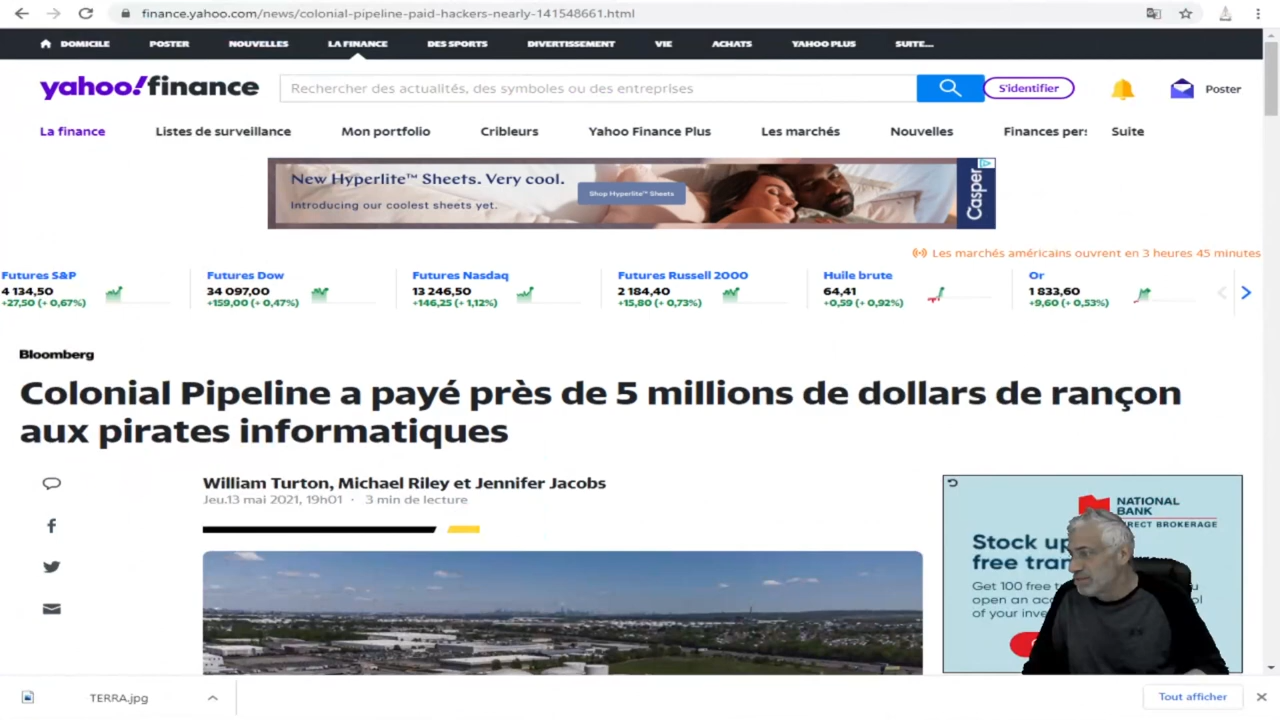 finance.yahoo.com/news/colonial-pipeline-paid-hackers-nearly-141548661.html
DOMICILE POSTER NOUVELLES LA FINANCE DES SPORTS DIVERTISSEMENT VIE ACHATS YAHOO PLUS SUITE...
yahoo!finance
Rechercher des actualités, des symboles ou des entreprises
S'identifier
Poster
La finance Listes de surveillance Mon portfolio Cribleurs Yahoo Finance Plus Les marchés Nouvelles Finances pers Suite
New Hyperlite™ Sheets. Very cool.
Introducing our coolest sheets yet.
Shop Hyperlite™ Sheets
Casper
Les marchés américains ouvrent en 3 heures 45 minutes
Futures S&P Futures Dow Futures Nasdaq Futures Russell 2000 Huile brute Or
4 134,50 34 097,00 13 246,50 2 184,40 64,41 1 833,60
+27,50 (+ 0,67%) +159,00 (+ 0,47%) +146,25 (+ 1,12%) +15,80 (+ 0,73%) +0,59 (+ 0,92%) +9,60 (+ 0,53%)
Bloomberg
Colonial Pipeline a payé près de 5 millions de dollars de rançon
aux pirates informatiques
William Turton, Michael Riley et Jennifer Jacobs
Jeu.13 mai 2021, 19h01 · 3 min de lecture
NATIONAL
BANK
RECT BROKERAGE
Stock up
free
Get 100 free
open an
of your
TERRA.jpg
Tout afficher